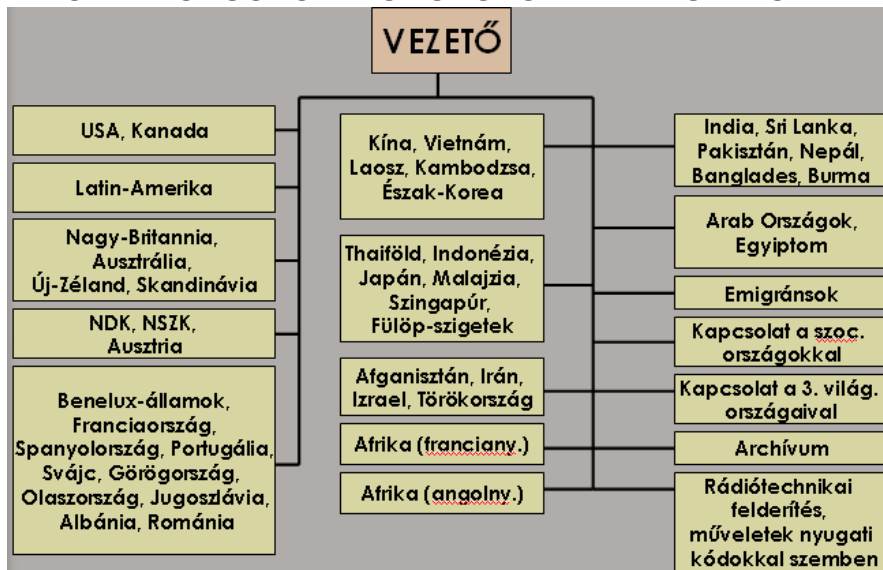 VEZETŐ
USA, Kanada
Latin-Amerika
Nagy-Britannia,
Ausztrália,
Új-Zéland, Skandinávia
NDK, NSZK,
Ausztria
Benelux-államok,
Franciaország,
Spanyolország, Portugália,
Svájc, Görögország,
Olaszország, Jugoszlávia,
Albánia, Románia
Kína, Vietnám,
Laosz, Kambodzsa,
Észak-Korea
Thaiföld, Indonézia,
Japán, Malajzia,
Szingapúr,
Fülöp-szigetek
Afganisztán, Irán,
Izrael, Törökország
Afrika (franciany.)
Afrika (angolny.)
India, Sri Lanka,
Pakisztán, Nepál,
Banglades, Burma
Arab Országok,
Egyiptom
Emigránsok
Kapcsolat a szoc.
országokkal
Kapcsolat a 3. világ.
országaival
Archívum
Rádiótechnikai
felderítés,
műveletek nyugati
kódokkal szemben